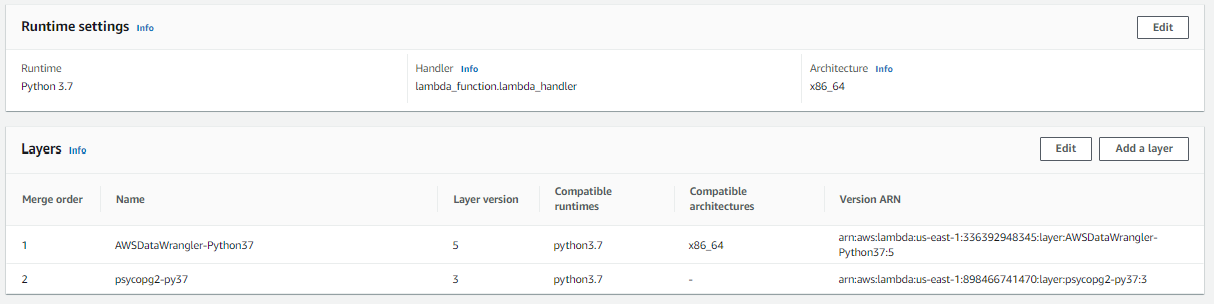 Runtime settings Info Edit
Runtime Handler Info Architecture Info
Python 3.7 lambda_function.lambda_handler x86_64
Layers Info Edit Add a layer
Merge order Name Layer version Compatible runtimes Compatible architectures Version ARN
1 AWSDataWrangler-Python37 5 python3.7 x86_64 arn:aws:lambda:us-east-1:336392948345:layer:AWSDataWrangler-
Python37:5
2 psycopg2-py37 3 python3.7 - arn:aws:lambda:us-east-1:898466741470:layer:psycopg2-py37:3